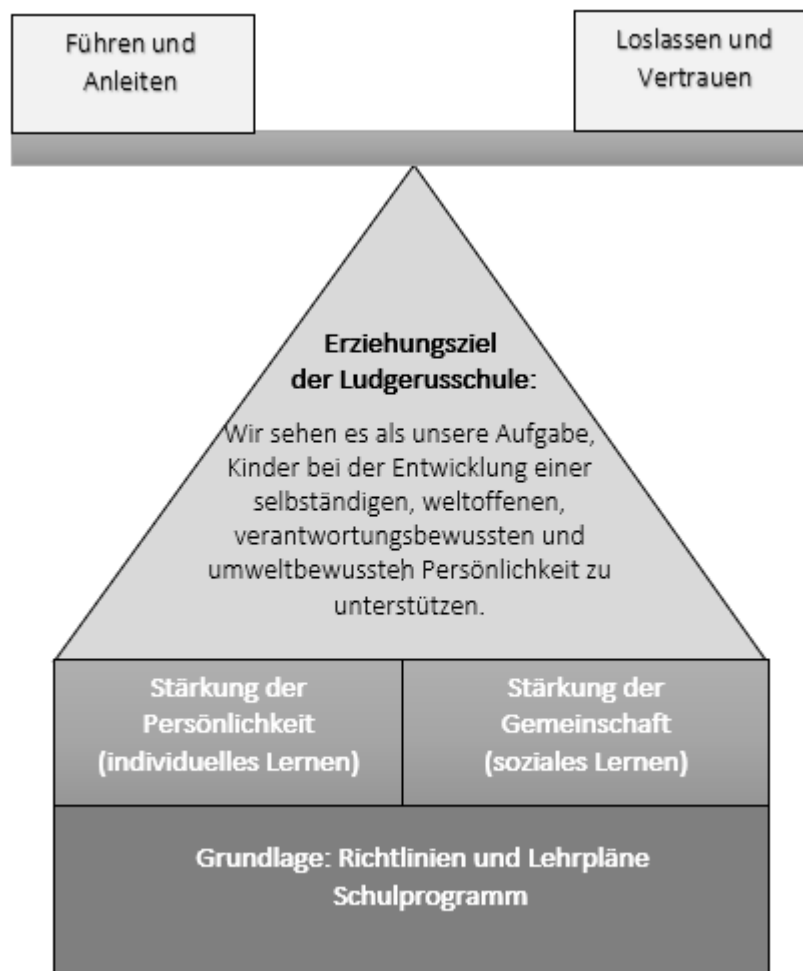 Führen und
Anleiten
Loslassen und
Vertrauen
Erziehungsziel
der Ludgerusschule:
Wir sehen es als unsere Aufgabe,
Kinder bei der Entwicklung einer
selbständigen, weltoffenen,
verantwortungsbewussten und
umweltbewussten Persönlichkeit zu
unterstützen.
Stärkung der
Persönlichkeit
(individuelles Lernen)
Stärkung der
Gemeinschaft
(soziales Lernen)
Grundlage: Richtlinien und Lehrpläne
Schulprogramm